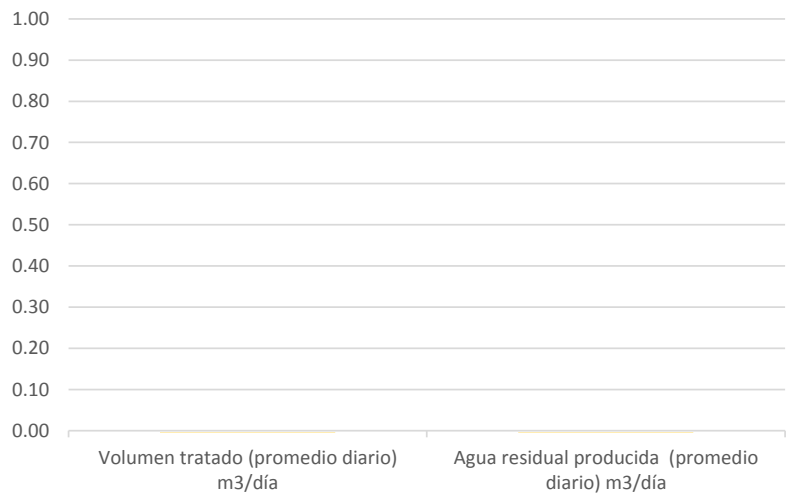 1.00
0.90
0.80
0.70
0.60
0.50
0.40
0.30
0.20
0.10
0.00
Volumen tratado (promedio diario)
m3/día
Agua residual producida  (promedio
diario) m3/día